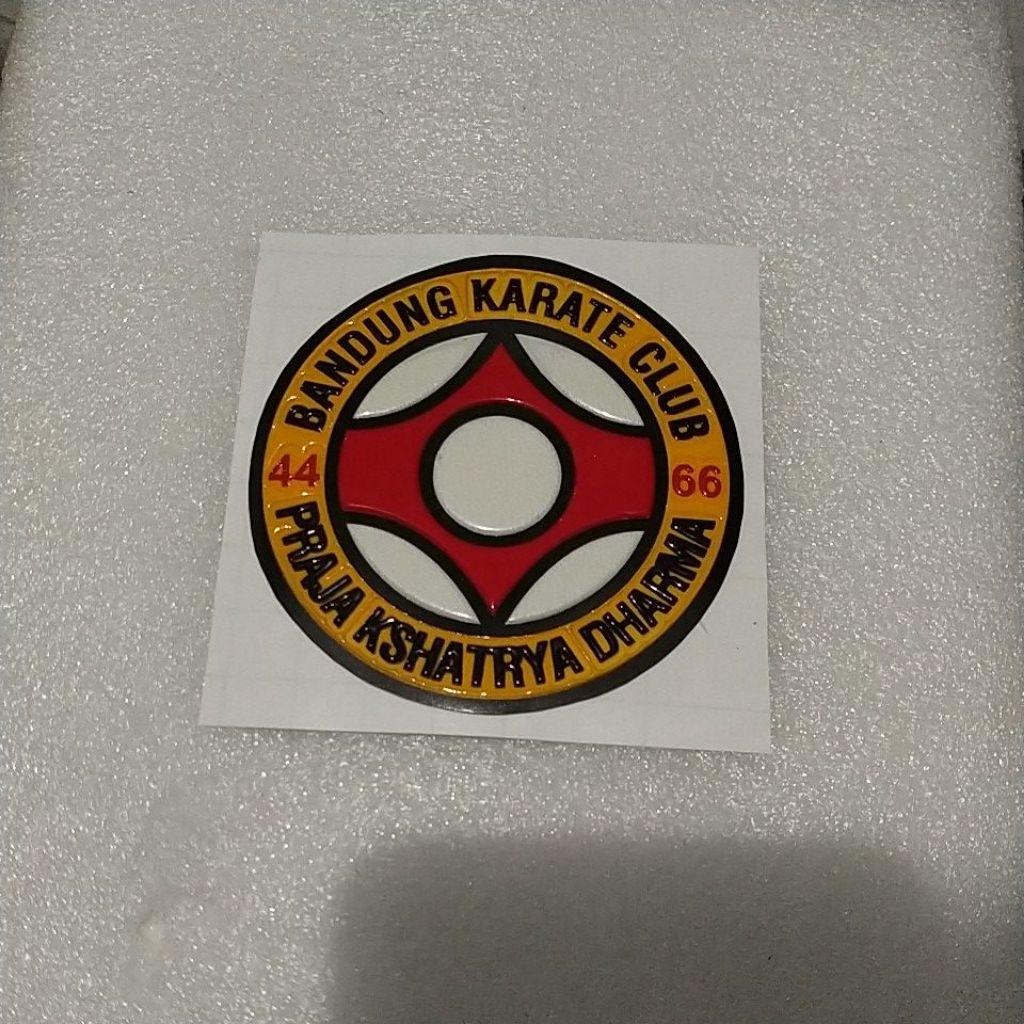 BANDUNG KARATE CLUB
44 66
PRAJA KSHATRYA DHARMA